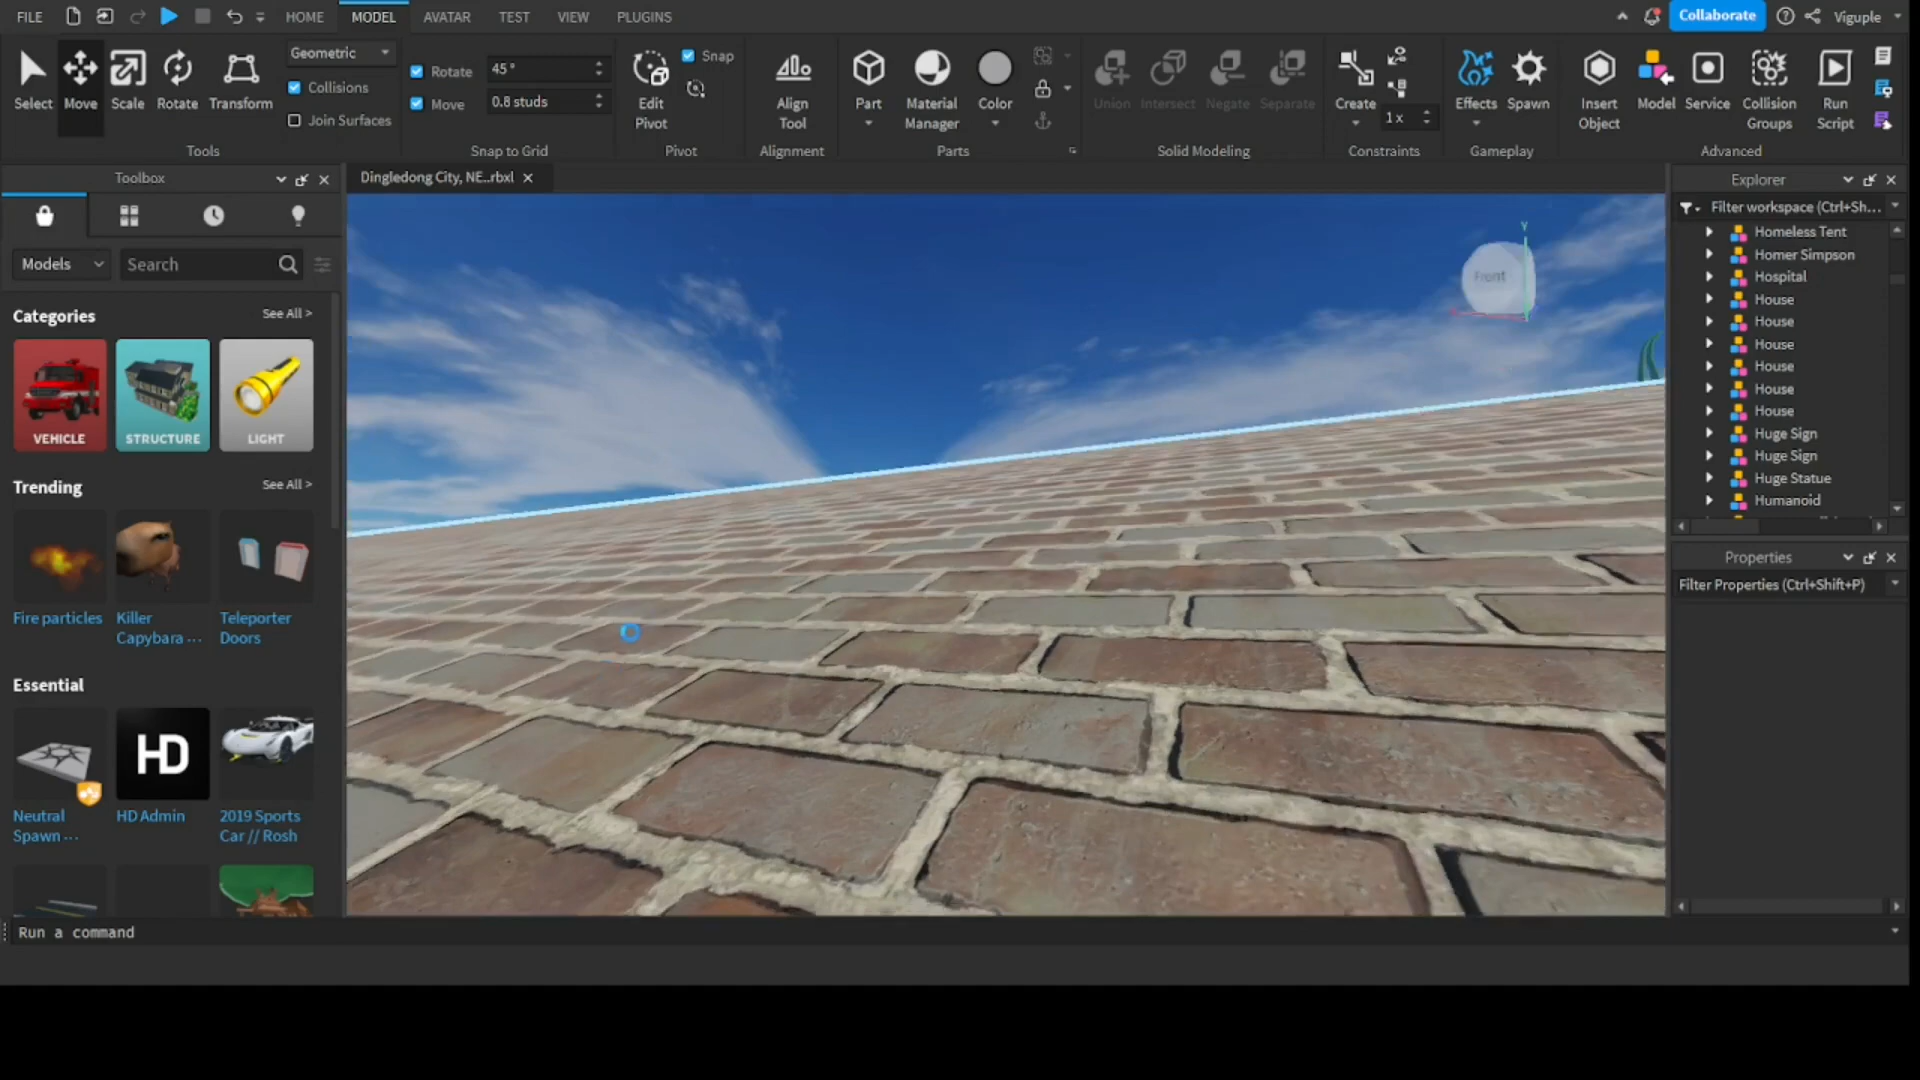 FILE
HOME
MODEL
AVATAR
TEST
VIEW
PLUGINS
Collaborate
Viguple
Select
Move
Scale
Rotate
Transform
Geometric
Collisions
Join Surfaces
Tools
Rotate
45 °
Move
0.8 studs
Snap to Grid
Edit
Pivot
Snap
Pivot
Align
Tool
Alignment
Part
Material
Manager
Color
Parts
Union
Intersect
Negate
Separate
Solid Modeling
Create
1 x
Constraints
Effects
Spawn
Gameplay
Insert
Object
Model
Service
Collision
Groups
Run
Script
Advanced
Toolbox
Models
Search
Categories
See All >
VEHICLE
STRUCTURE
LIGHT
Trending
See All >
Fire particles
Killer
Capybara ...
Teleporter
Doors
Essential
HD
Neutral
Spawn ...
HD Admin
2019 Sports
Car // Rosh
Dingledong City, NE...rbxl
Y
Front
Explorer
Filter workspace (Ctrl+Sh...
Homeless Tent
Homer Simpson
Hospital
House
House
House
House
House
House
Huge Sign
Huge Sign
Huge Statue
Humanoid
Properties
Filter Properties (Ctrl+Shift+P)
Run a command